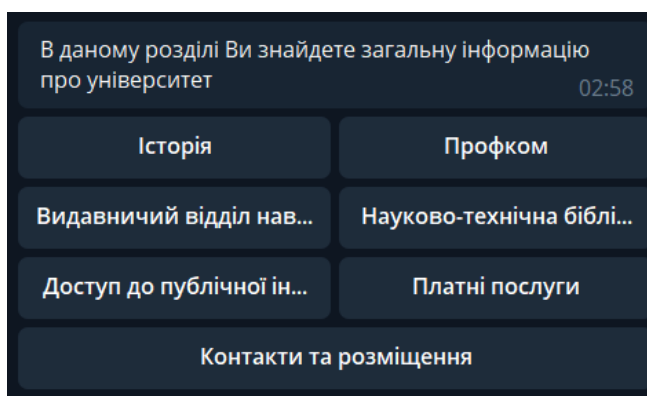 В даному розділі Ви знайдете загальну інформацію
про університет
02:58
Історія
Профком
Видавничий відділ нав...
Науково-технічна біблі...
Доступ до публічної ін...
Платні послуги
Контакти та розміщення